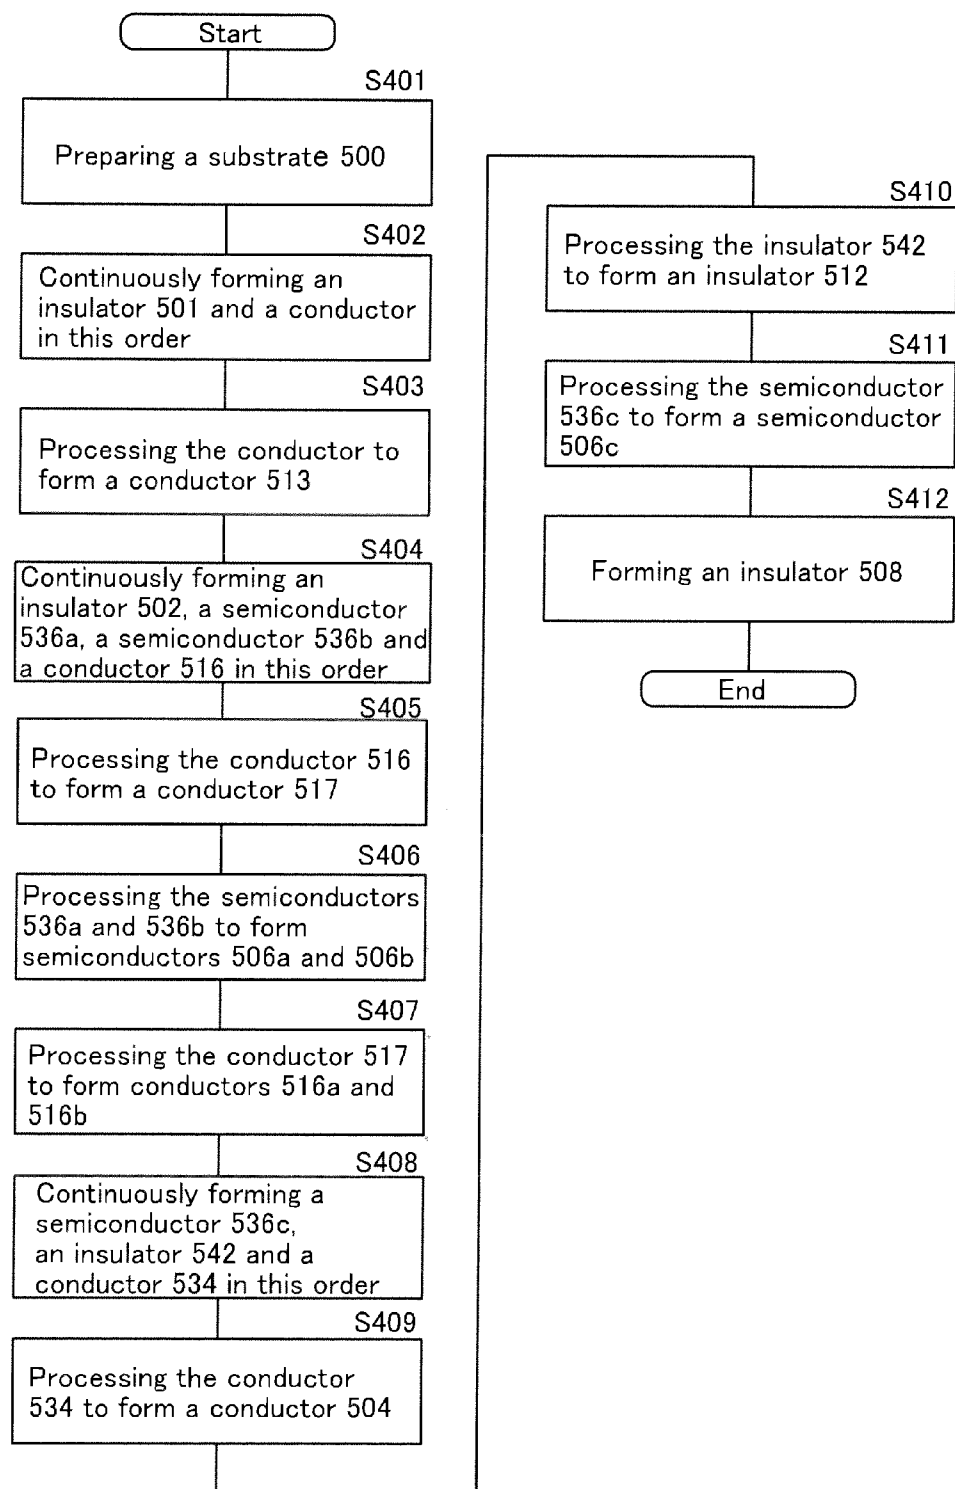 Start
S401
Preparing a substrate 500
S402
Continuously forming an
insulator 501 and a conductor
in this order
S403
Processing the conductor to
form a conductor 513
S404
Continuously forming an
insulator 502, a semiconductor
536a, a semiconductor 536b and
a conductor 516 in this order
S405
Processing the conductor 516
to form a conductor 517
S406
Processing the semiconductors
536a and 536b to form
semiconductors 506a and 506b
S407
Processing the conductor 517
to form conductors 516a and
516b
S408
Continuously forming a
semiconductor 536c,
an insulator 542 and a
conductor 534 in this order
S409
Processing the conductor
534 to form a conductor 504
S410
Processing the insulator 542
to form an insulator 512
S411
Processing the semiconductor
536c to form a semiconductor
506c
S412
Forming an insulator 508
End